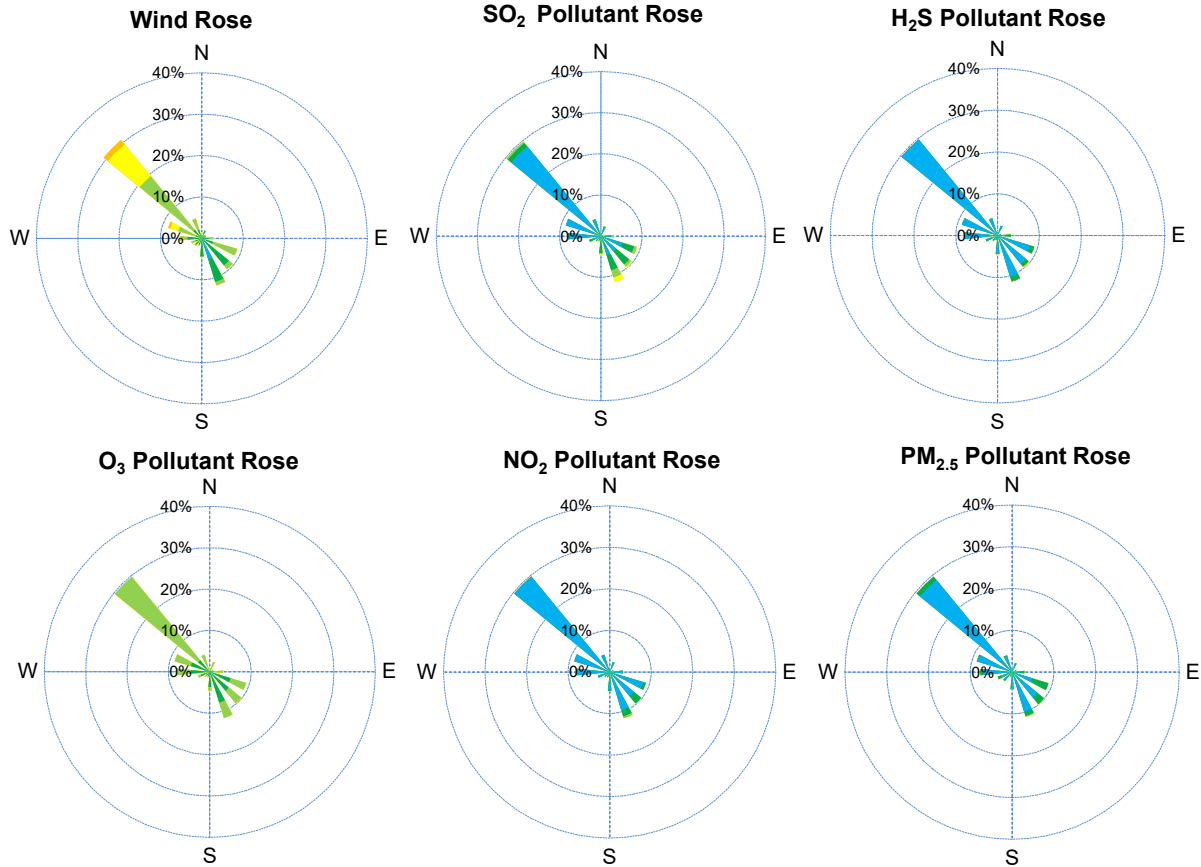 Wind Rose
N
40%
30%
20%
10%
0%
W
E
S
SO₂ Pollutant Rose
N
40%
30%
20%
10%
0%
W
E
S
H₂S Pollutant Rose
N
40%
30%
20%
10%
0%
W
E
S
O₃ Pollutant Rose
N
40%
30%
20%
10%
0%
W
E
S
NO₂ Pollutant Rose
N
40%
30%
20%
10%
0%
W
E
S
PM₂.₅ Pollutant Rose
N
40%
30%
20%
10%
0%
W
E
S